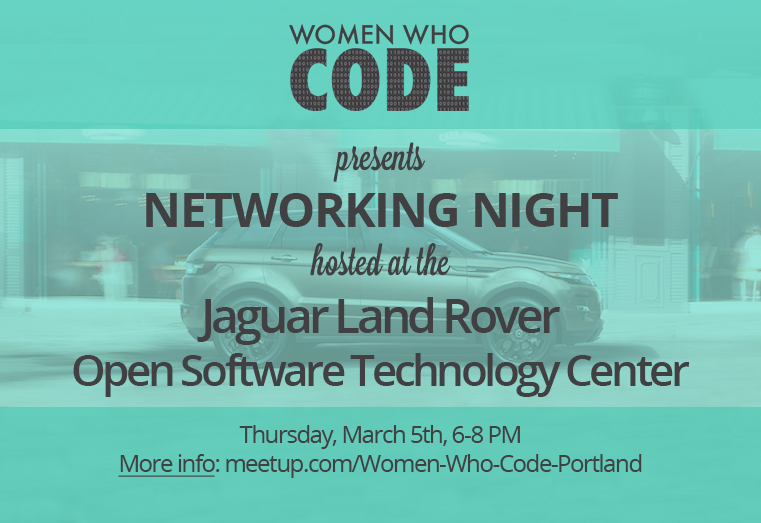 WOMEN WHO
CODE
presents
NETWORKING NIGHT
hosted at the
Jaguar Land Rover
Open Software Technology Center
Thursday, March 5th, 6-8 PM
More info: meetup.com/Women-Who-Code-Portland